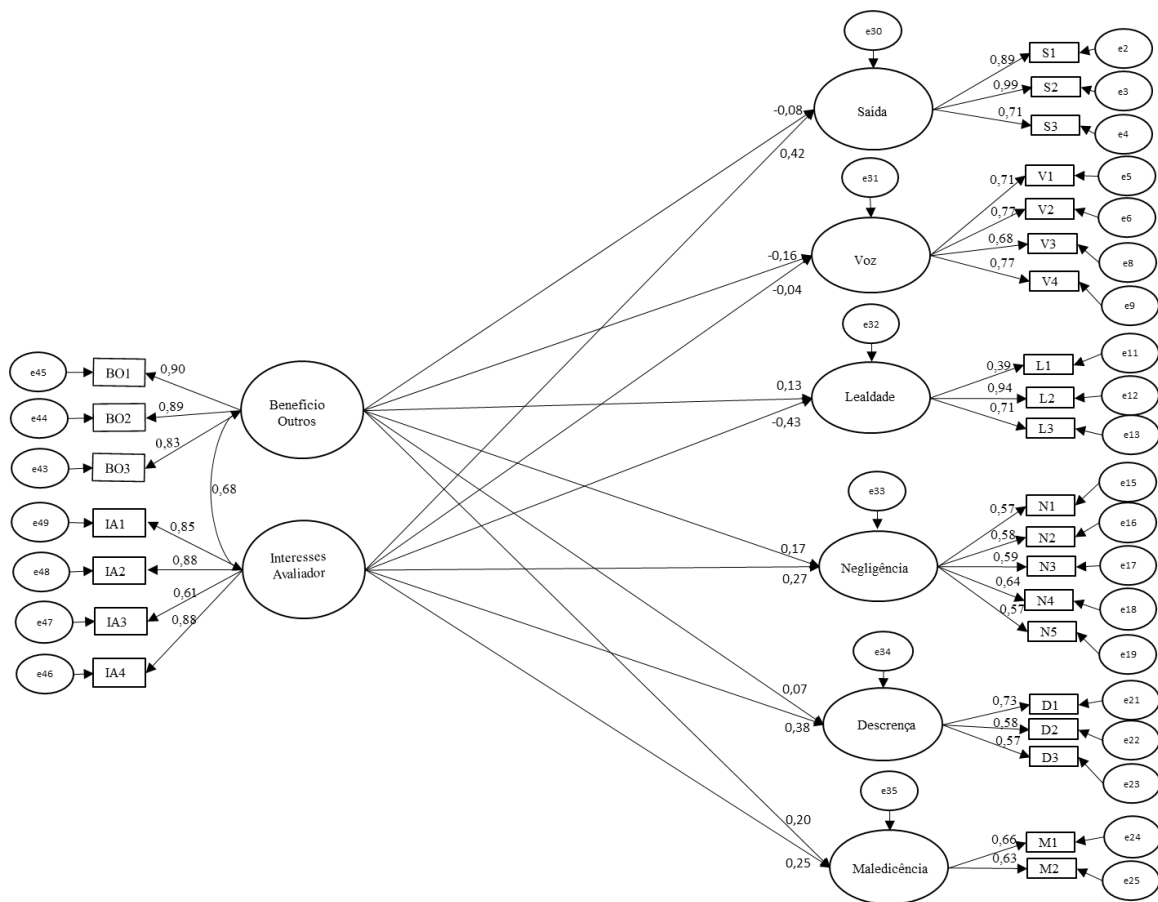 e30
Saída
0,89
0,99
0,71
S1
S2
S3
e2
e3
e4
-0,08
0,42
e31
Voz
0,71
0,77
0,68
0,77
V1
V2
V3
V4
e5
e6
e8
e9
-0,16
-0,04
e32
Lealdade
0,39
0,94
0,71
L1
L2
L3
e11
e12
e13
0,13
-0,43
e45
BO1
0,90
e44
BO2
0,89
e43
BO3
0,83
Benefício
Outros
0,68
e49
IA1
0,85
e48
IA2
0,88
e47
IA3
0,61
e46
IA4
0,88
Interesses
Avaliador
e33
Negligência
0,57
0,58
0,59
0,64
0,57
N1
N2
N3
N4
N5
e15
e16
e17
e18
e19
0,17
0,27
e34
Descrença
0,73
0,58
0,57
D1
D2
D3
e21
e22
e23
0,07
0,38
e35
Maledicência
0,66
0,63
M1
M2
e24
e25
0,20
0,25